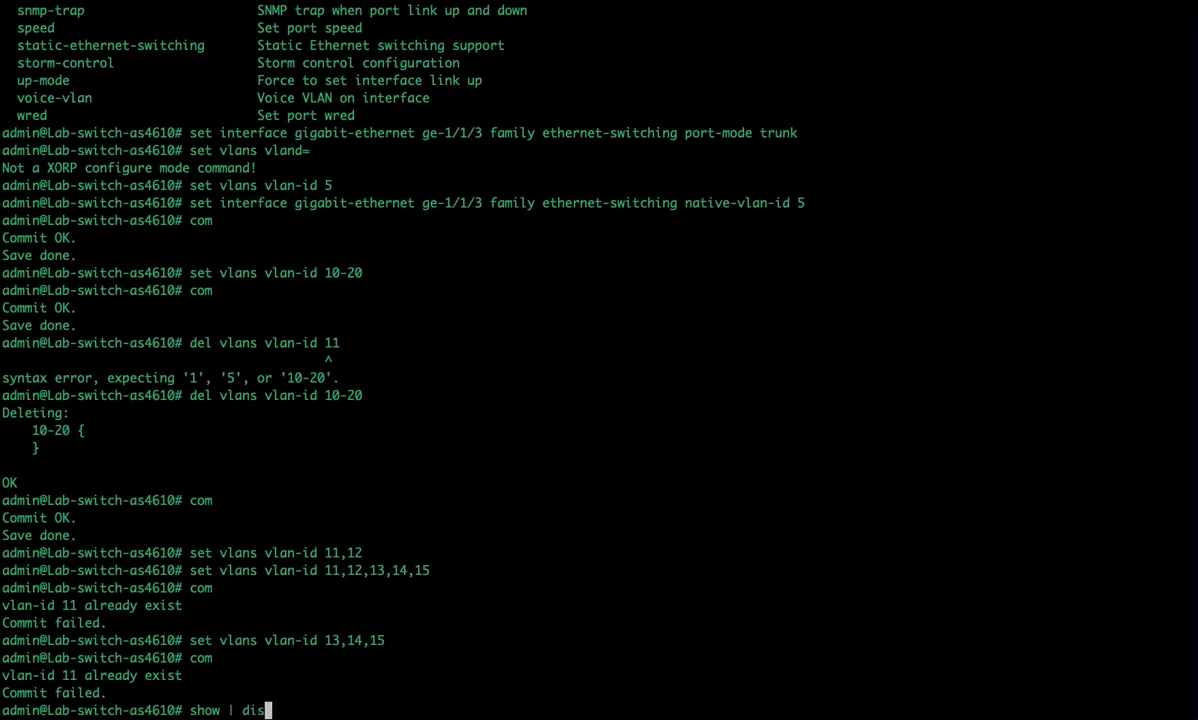 snmp-trap                       SNMP trap when port link up and down
speed                           Set port speed
static-ethernet-switching       Static Ethernet switching support
storm-control                   Storm control configuration
up-mode                         Force to set interface link up
voice-vlan                      Voice VLAN on interface
wred                            Set port wred
admin@Lab-switch-as4610# set interface gigabit-ethernet ge-1/1/3 family ethernet-switching port-mode trunk
admin@Lab-switch-as4610# set vlans vland=
Not a XORP configure mode command!
admin@Lab-switch-as4610# set vlans vlan-id 5
admin@Lab-switch-as4610# set interface gigabit-ethernet ge-1/1/3 family ethernet-switching native-vlan-id 5
admin@Lab-switch-as4610# com
Commit OK.
Save done.
admin@Lab-switch-as4610# set vlans vlan-id 10-20
admin@Lab-switch-as4610# com
Commit OK.
Save done.
admin@Lab-switch-as4610# del vlans vlan-id 11
^
syntax error, expecting '1', '5', or '10-20'.
admin@Lab-switch-as4610# del vlans vlan-id 10-20
Deleting:
10-20 {
}
OK
admin@Lab-switch-as4610# com
Commit OK.
Save done.
admin@Lab-switch-as4610# set vlans vlan-id 11,12
admin@Lab-switch-as4610# set vlans vlan-id 11,12,13,14,15
admin@Lab-switch-as4610# com
vlan-id 11 already exist
Commit failed.
admin@Lab-switch-as4610# set vlans vlan-id 13,14,15
admin@Lab-switch-as4610# com
vlan-id 11 already exist
Commit failed.
admin@Lab-switch-as4610# show | dis